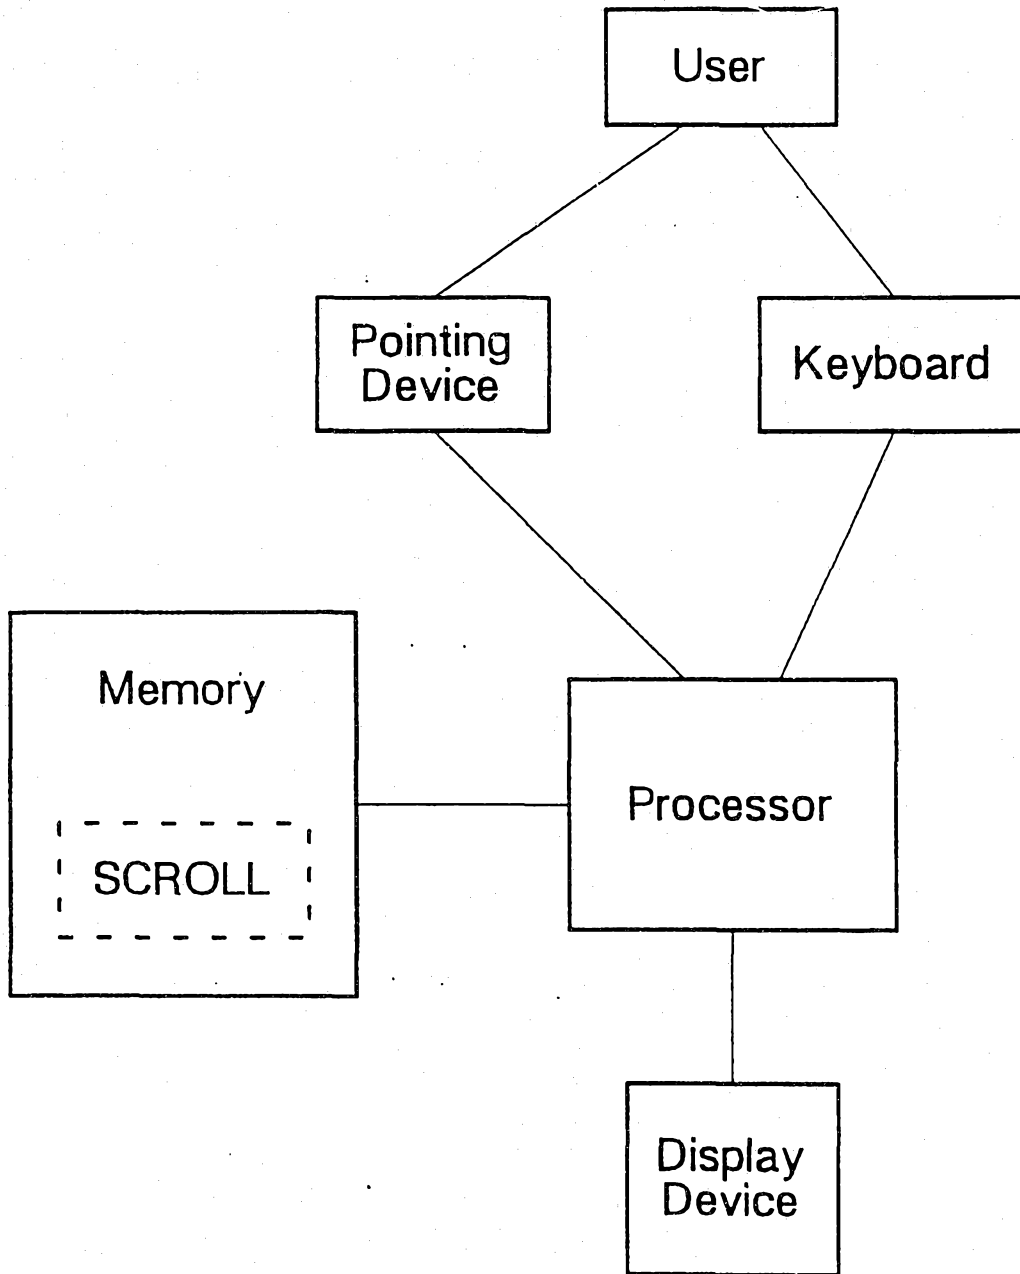 User
Pointing
Device
Keyboard
Memory
Processor
SCROLL
Display
Device